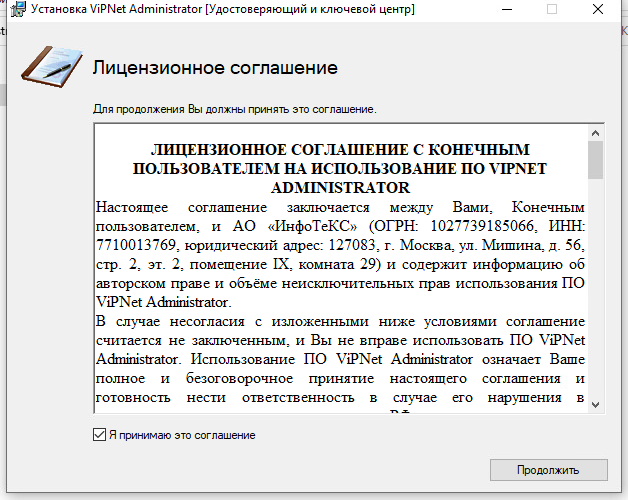 Установка ViPNet Administrator [Удостоверяющий и ключевой центр]
Лицензионное соглашение
Для продолжения Вы должны принять это соглашение.
ЛИЦЕНЗИОННОЕ СОГЛАШЕНИЕ С КОНЕЧНЫМ
ПОЛЬЗОВАТЕЛЕМ НА ИСПОЛЬЗОВАНИЕ ПО VIPNET
ADMINISTRATOR
Настоящее соглашение заключается между Вами, Конечным
пользователем, и АО «ИнфоТеКС» (ОГРН: 1027739185066, ИНН:
7710013769, юридический адрес: 127083, г. Москва, ул. Мишина, д. 56,
стр. 2, эт. 2, помещение IX, комната 29) и содержит информацию об
авторском праве и объёме неисключительных прав использования ПО
ViPNet Administrator.
В случае несогласия с изложенными ниже условиями соглашение
считается не заключенным, и Вы не вправе использовать ПО ViPNet
Administrator. Использование ПО ViPNet Administrator означает Ваше
полное и безоговорочное принятие настоящего соглашения и
готовность нести ответственность в случае его нарушения в
Я принимаю это соглашение
Продолжить